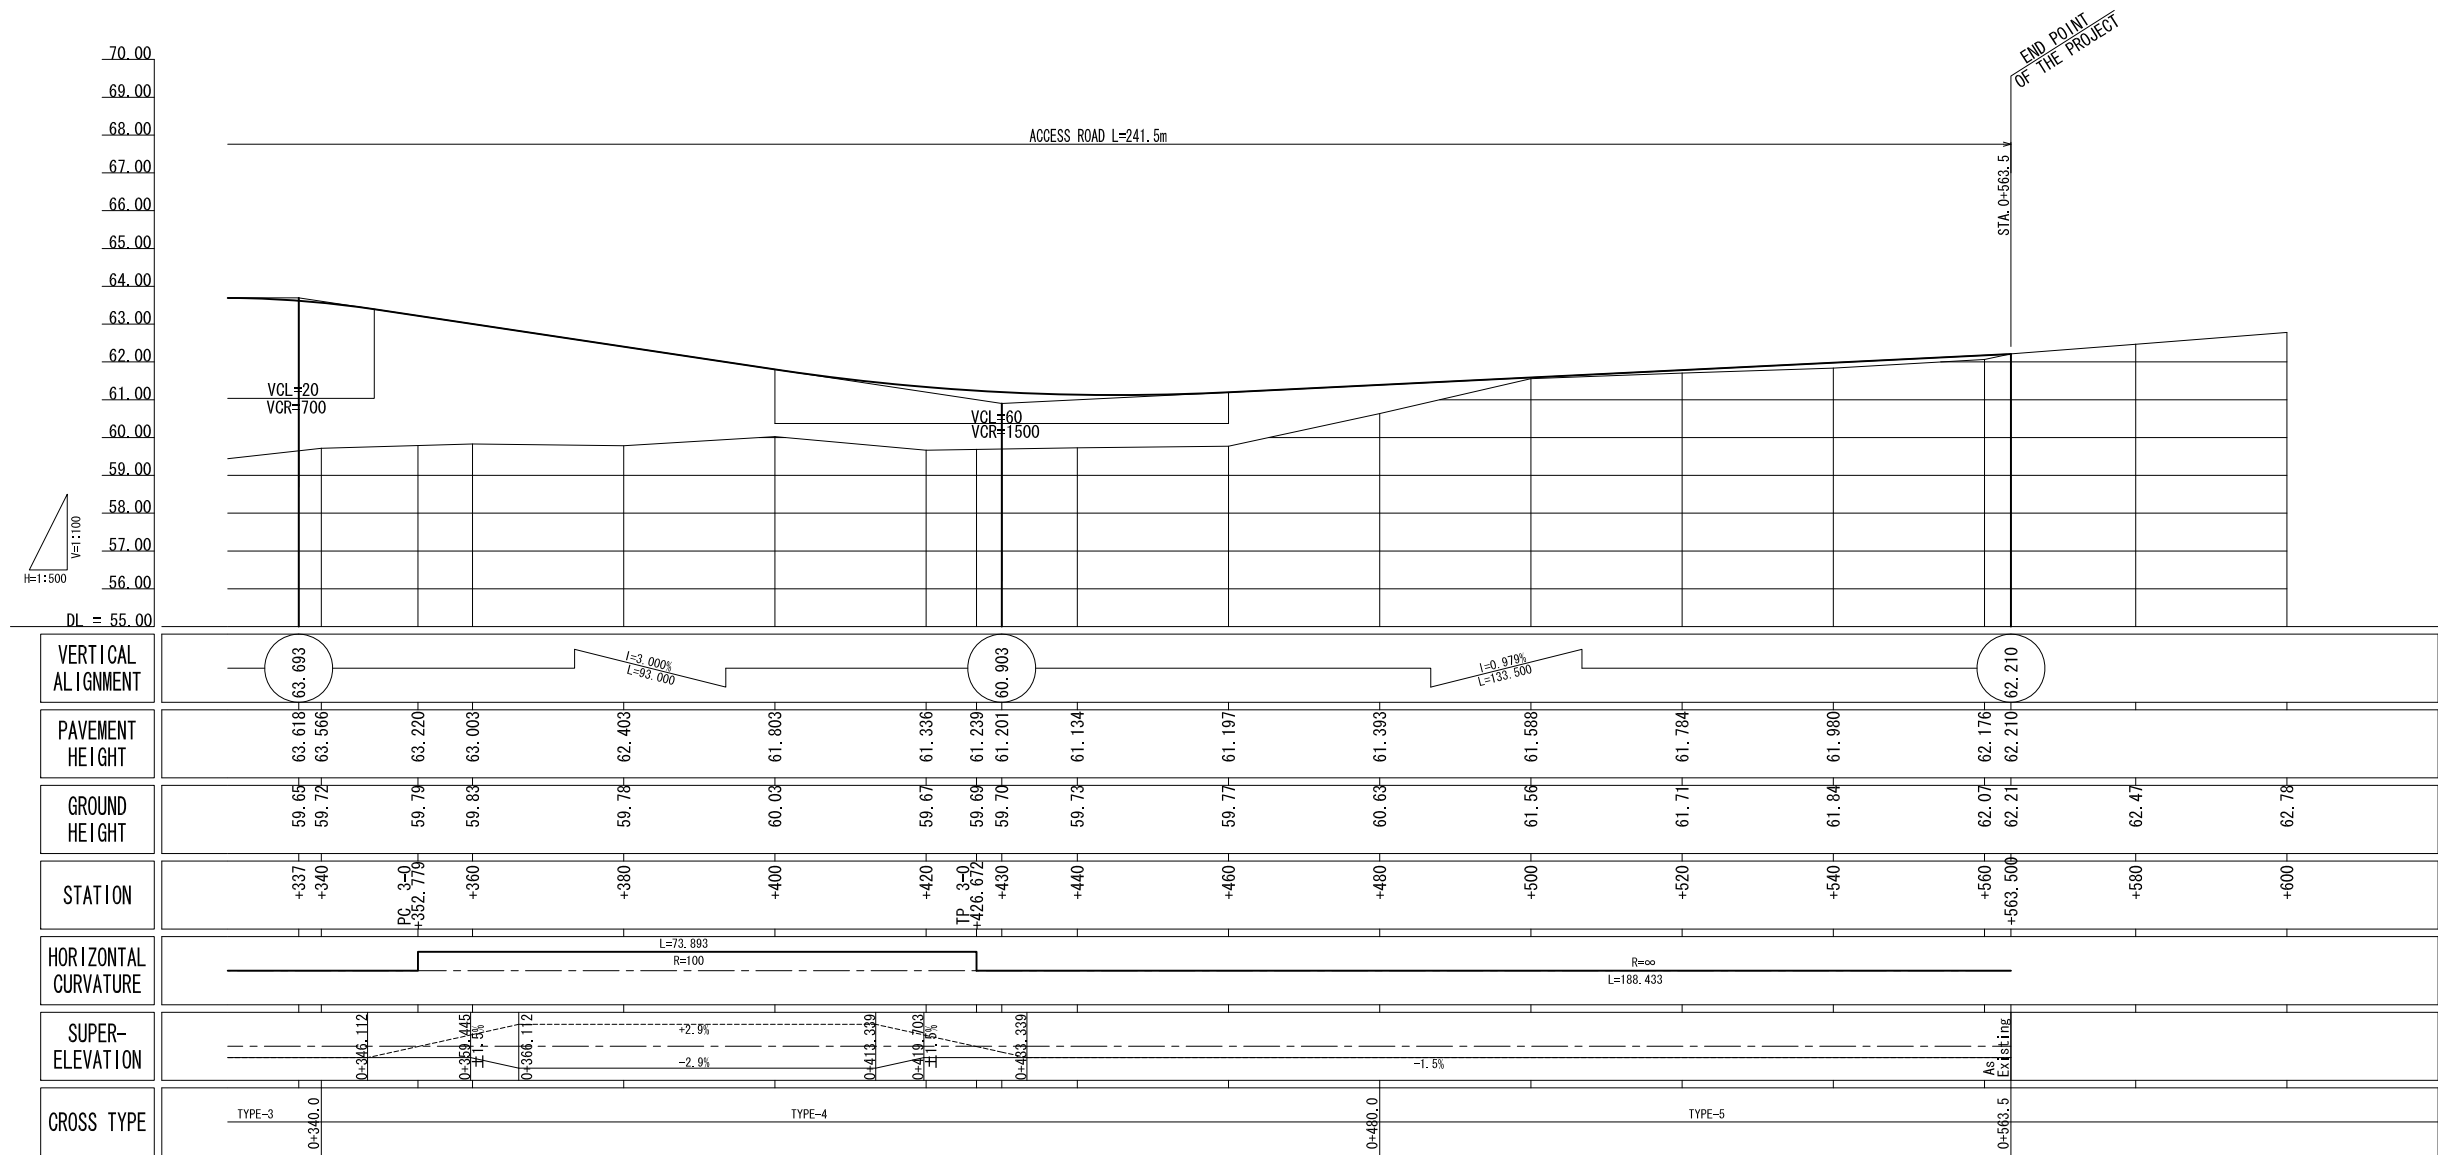 END POINT
OF THE PROJECT
70.00
69.00
68.00
67.00
66.00
65.00
64.00
63.00
62.00
61.00
60.00
59.00
58.00
57.00
56.00
DL = 55.00
ACCESS ROAD L=241.5m
STA.0+563.5
VCL=20
VCR=700
VCL=60
VCR=1500
V=1:100
H=1:500
VERTICAL
ALIGNMENT
63.693
I=3.000%
L=93.000
60.903
I=0.979%
L=133.500
62.210
PAVEMENT
HEIGHT
63.618
63.566
63.220
63.003
62.403
61.803
61.336
61.239
61.201
61.134
61.197
61.393
61.588
61.784
61.980
62.176
62.210
GROUND
HEIGHT
59.65
59.72
59.79
59.83
59.78
60.03
59.67
59.69
59.70
59.73
59.77
60.63
61.56
61.71
61.84
62.07
62.21
62.47
62.78
STATION
+337
+340
PC 3-0
+352.779
+360
+380
+400
+420
TP 3-0
+426.672
+430
+440
+460
+480
+500
+520
+540
+560
+563.500
+580
+600
HORIZONTAL
CURVATURE
L=73.893
R=100
R=∞
L=188.433
SUPER-
ELEVATION
0+346.112
0+359.445
±1.5%
0+366.112
+2.9%
-2.9%
0+413.339
0+419.703
±1.5%
0+433.339
-1.5%
As
Existing
CROSS TYPE
TYPE-3
0+340.0
TYPE-4
0+480.0
TYPE-5
0+563.5